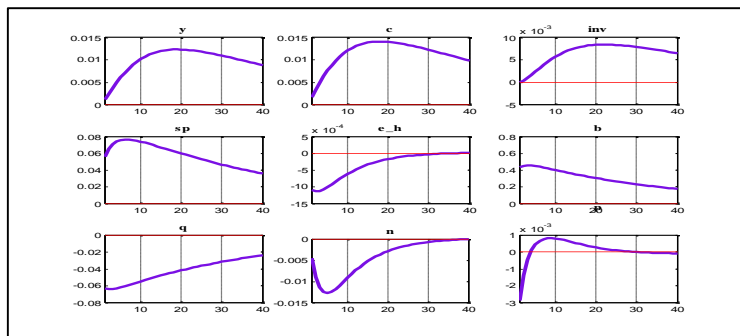 y c inv
0.015 0.015 10 × 10⁻³
0.01 0.01 5
0.005 0.005 0
0 0 -5
10 20 30 40 10 20 30 40 10 20 30 40
sp e_h b
0.08 5 × 10⁻⁴ 0.8
0.06 0 0.6
0.04 -5 0.4
0.02 -10 0.2
0 -15 0
10 20 30 40 10 20 30 40 10 20 30 40
q n p
0 0 1 × 10⁻³
-0.02 -0.005 0
-0.04 -0.01 -1
-0.06 -2
-0.08 -0.015 -3
10 20 30 40 10 20 30 40 10 20 30 40